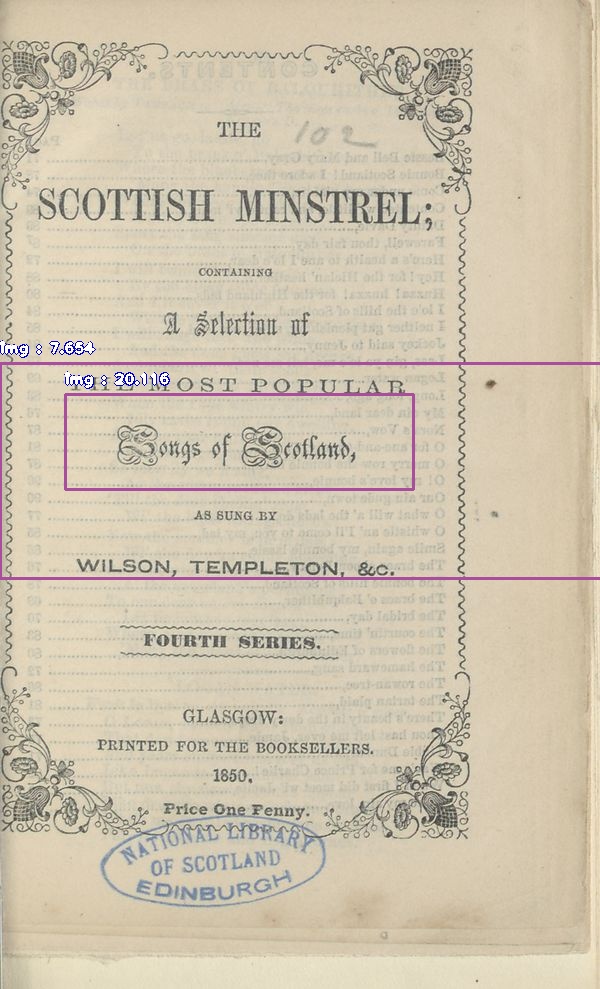 THE
102
SCOTTISH MINSTREL;
CONTAINING
A Selection of
img : 7.654
img : 20.116
THE MOST POPULAR
Songs of Scotland,
AS SUNG BY
WILSON, TEMPLETON, &c.
FOURTH SERIES.
GLASGOW:
PRINTED FOR THE BOOKSELLERS.
1850.
Price One Penny.
NATIONAL LIBRARY
OF SCOTLAND
EDINBURGH